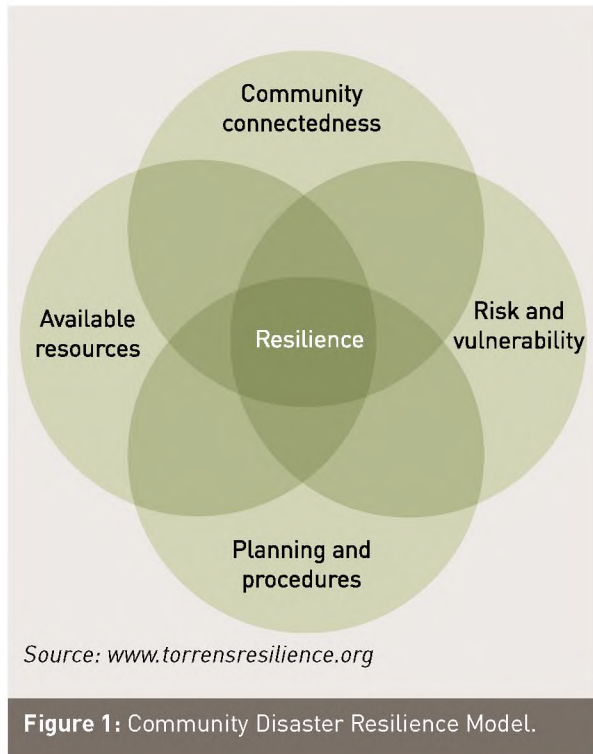 Community
connectedness
Available
resources
Resilience
Risk and
vulnerability
Planning and
procedures
Source: www.torrensresilience.org
Figure 1: Community Disaster Resilience Model.